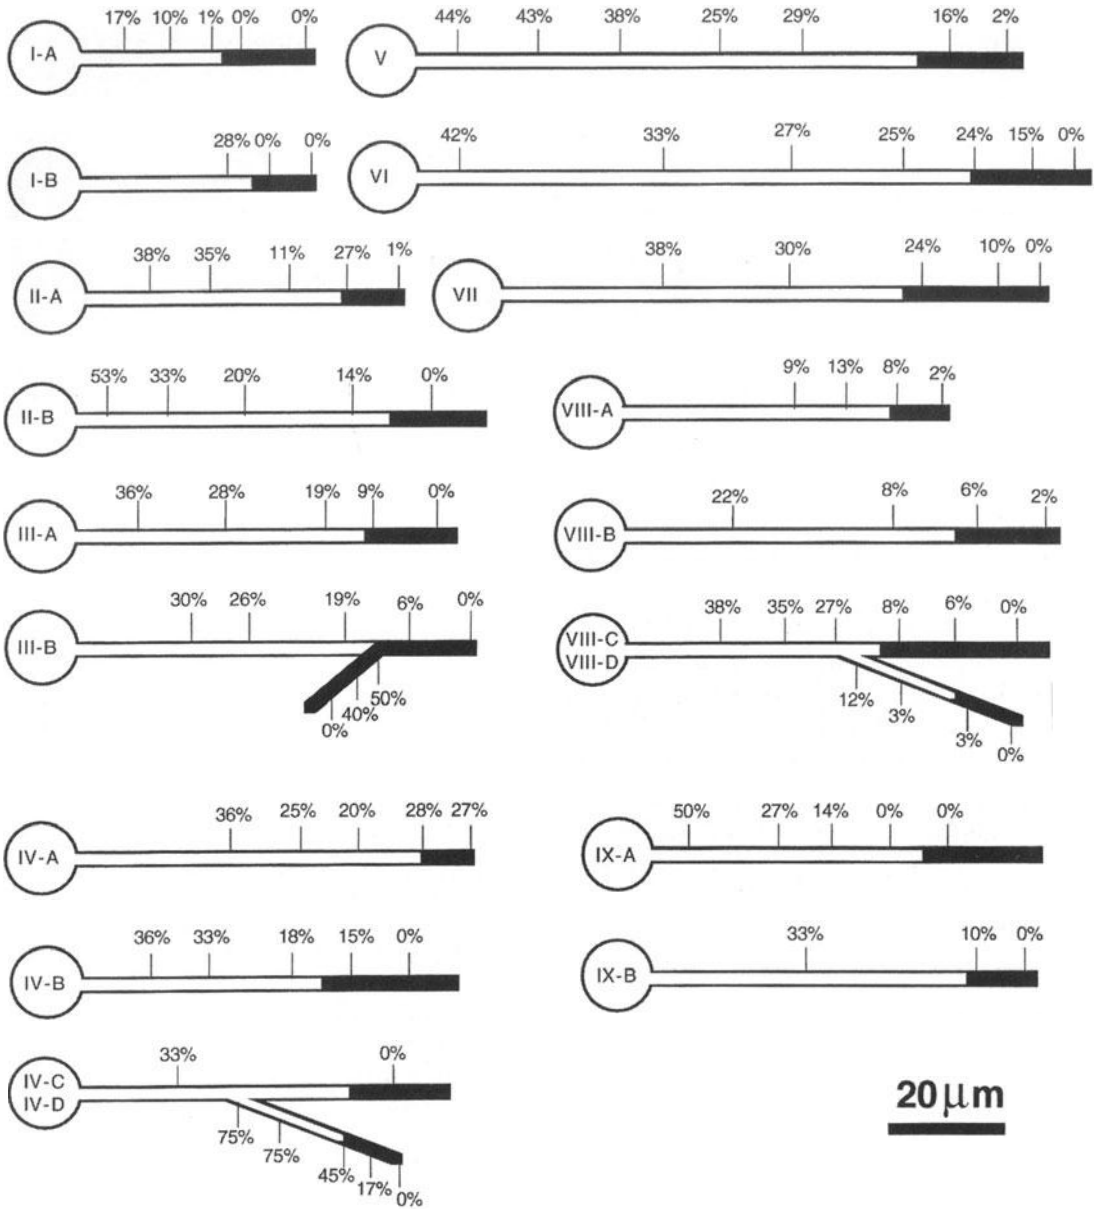 17% 10% 1% 0% 0%
I-A
44% 43% 38% 25% 29% 16% 2%
V
28% 0% 0%
I-B
42% 33% 27% 25% 24% 15% 0%
VI
38% 35% 11% 27% 1%
II-A
38% 30% 24% 10% 0%
VII
53% 33% 20% 14% 0%
II-B
9% 13% 8% 2%
VIII-A
36% 28% 19% 9% 0%
III-A
22% 8% 6% 2%
VIII-B
30% 26% 19% 6% 0%
III-B
50%
40%
0%
38% 35% 27% 8% 6% 0%
VIII-C
VIII-D
12%
3%
3%
0%
36% 25% 20% 28% 27%
IV-A
50% 27% 14% 0% 0%
IX-A
36% 33% 18% 15% 0%
IV-B
33% 10% 0%
IX-B
33% 0%
IV-C
IV-D
75%
75%
45%
17%
0%
20 µm